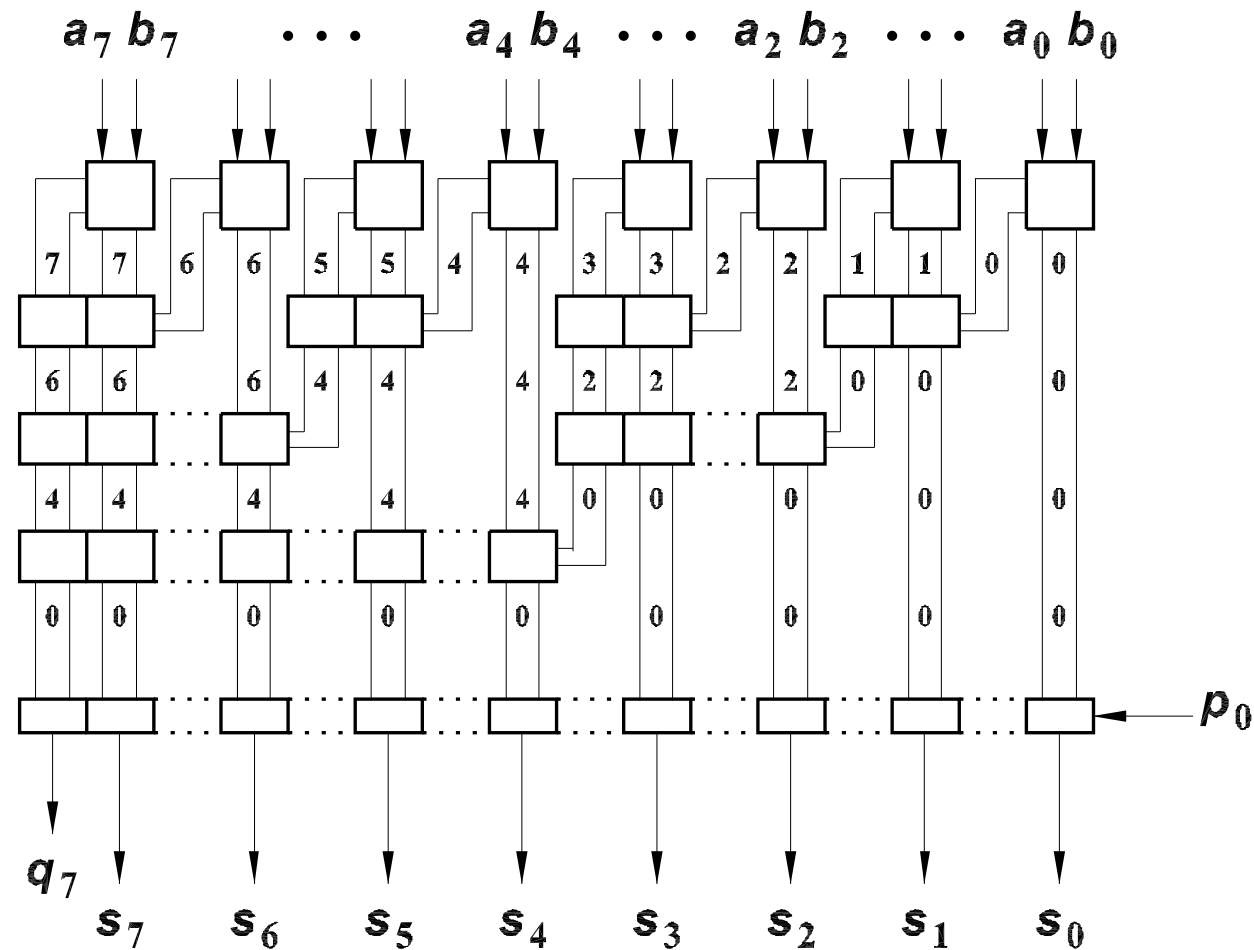 a7 b7 • • • a4 b4 • • • a2 b2 • • • a0 b0
7 7 6 6 5 5 4 4 3 3 2 2 1 1 0 0
6 6 6 4 4 4 2 2 2 0 0 0
4 4 4 4 4 0 0 0 0 0
0 0 0 0 0 0 0 0 0
p0
q7
s7 s6 s5 s4 s3 s2 s1 s0